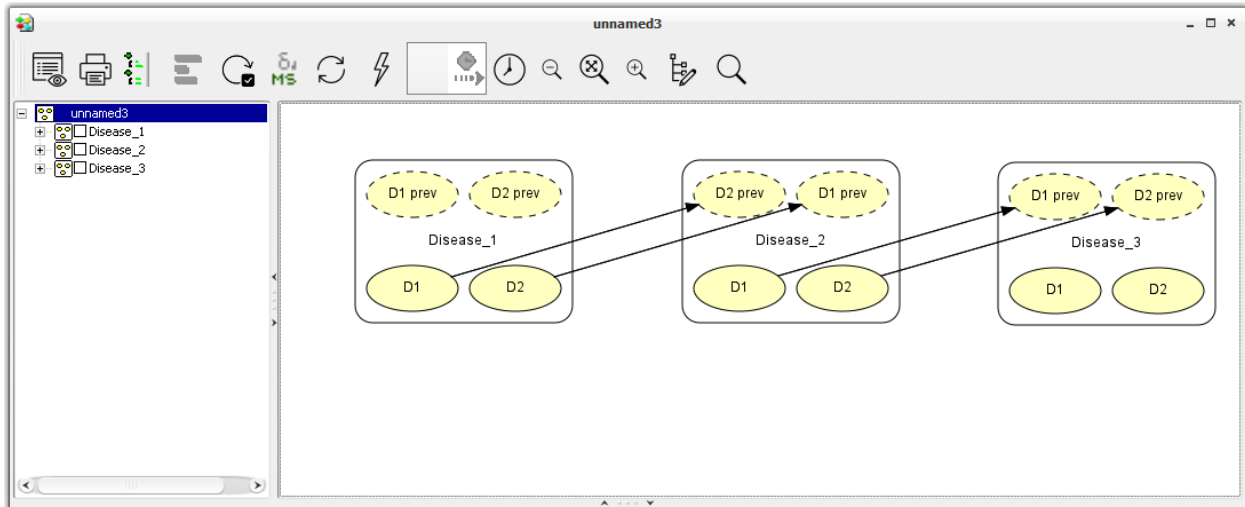 unnamed3
δ
MS
unnamed3
Disease_1
Disease_2
Disease_3
D1 prev D2 prev
Disease_1
D1 D2
D2 prev D1 prev
Disease_2
D1 D2
D1 prev D2 prev
Disease_3
D1 D2